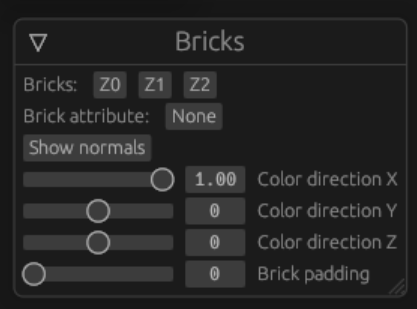 Bricks
Bricks: Z0 Z1 Z2
Brick attribute: None
Show normals
1.00 Color direction X
0 Color direction Y
0 Color direction Z
0 Brick padding